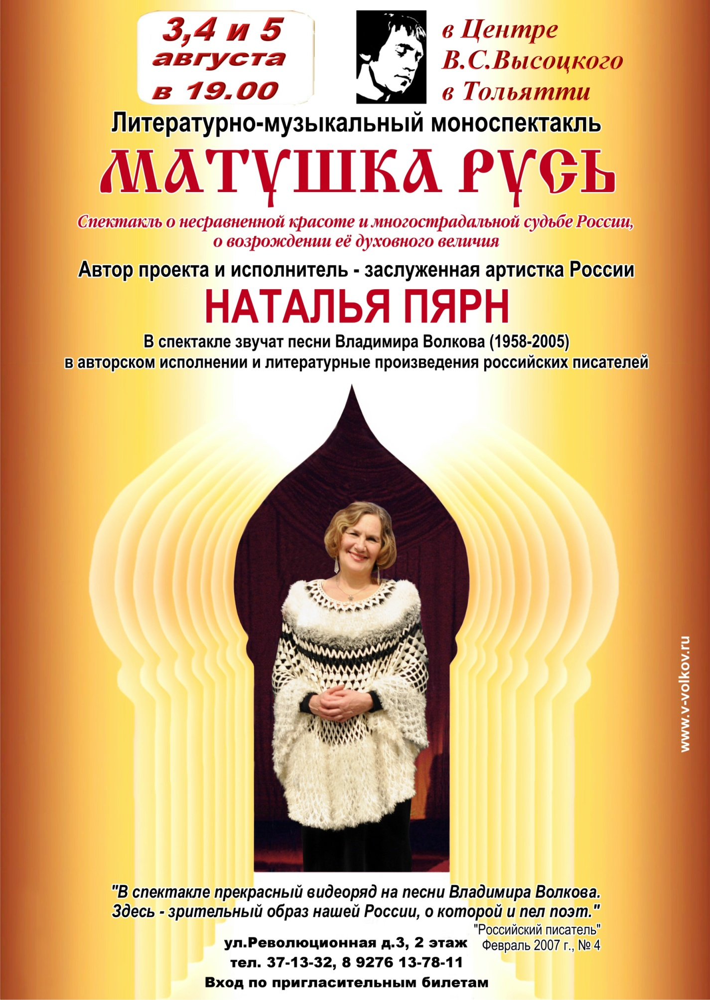 3,4 и 5
августа
в 19.00
в Центре
В.С.Высоцкого
в Тольятти
Литературно-музыкальный моноспектакль
МАТУШКА РУСЬ
Спектакль о несравненной красоте и многострадальной судьбе России,
о возрождении её духовного величия
Автор проекта и исполнитель - заслуженная артистка России
НАТАЛЬЯ ПЯРН
В спектакле звучат песни Владимира Волкова (1958-2005)
в авторском исполнении и литературные произведения российских писателей
www.v-volkov.ru
"В спектакле прекрасный видеоряд на песни Владимира Волкова.
Здесь - зрительный образ нашей России, о которой и пел поэт."
"Российский писатель"
Февраль 2007 г., № 4
ул.Революционная д.3, 2 этаж
тел. 37-13-32, 8 9276 13-78-11
Вход по пригласительным билетам